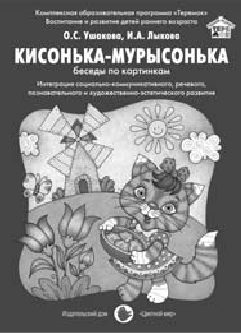 Комплексная образовательная программа «Теремок»
Воспитание и развитие детей раннего возраста
О.С. Ушакова, И.А. Лыкова
КИСОНЬКА-МУРЫСОНЬКА
беседы по картинкам
Интеграция социально-коммуникативного, речевого,
познавательного и художественно-эстетического развития
Издательский дом «Цветной мир»